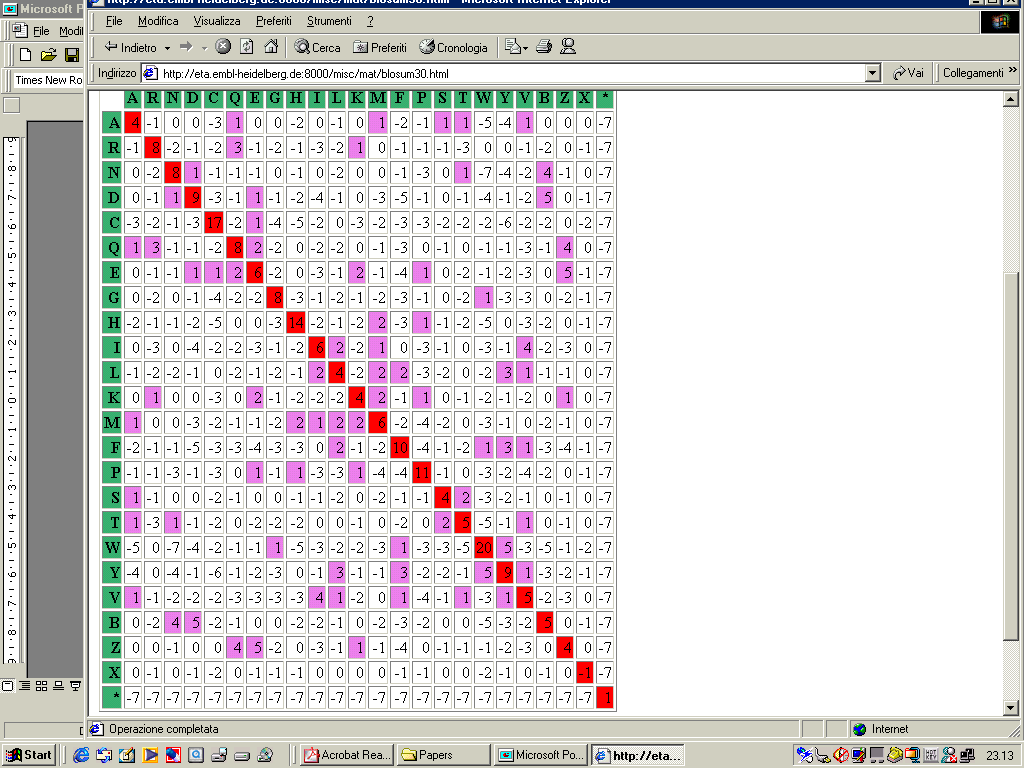 Microsoft P
http://eta.embl-heidelberg.de:8000/misc/mat/blosum30.html - Microsoft Internet Explorer
File
File Modifica Visualizza Preferiti Strumenti ?
Indietro Cerca Preferiti Cronologia
Times New Ro
Indirizzo http://eta.embl-heidelberg.de:8000/misc/mat/blosum30.html Vai Collegamenti »
A R N D C Q E G H I L K M F P S T W Y V B Z X *
A 4 -1 0 0 -3 1 0 0 -2 0 -1 0 1 -2 -1 1 1 -5 -4 1 0 0 0 -7
R -1 8 -2 -1 -2 3 -1 -2 -1 -3 -2 1 0 -1 -1 -1 -3 0 0 -1 -2 0 -1 -7
N 0 -2 8 1 -1 -1 -1 0 -1 0 -2 0 0 -1 -3 0 1 -7 -4 -2 4 -1 0 -7
D 0 -1 1 9 -3 -1 1 -1 -2 -4 -1 0 -3 -5 -1 0 -1 -4 -1 -2 5 0 -1 -7
C -3 -2 -1 -3 17 -2 1 -4 -5 -2 0 -3 -2 -3 -3 -2 -2 -2 -6 -2 -2 0 -2 -7
Q 1 3 -1 -1 -2 8 2 -2 0 -2 -2 0 -1 -3 0 -1 0 -1 -1 -3 -1 4 0 -7
E 0 -1 -1 1 1 2 6 -2 0 -3 -1 2 -1 -4 1 0 -2 -1 -2 -3 0 5 -1 -7
G 0 -2 0 -1 -4 -2 -2 8 -3 -1 -2 -1 -2 -3 -1 0 -2 1 -3 -3 0 -2 -1 -7
H -2 -1 -1 -2 -5 0 0 -3 14 -2 -1 -2 2 -3 1 -1 -2 -5 0 -3 -2 0 -1 -7
I 0 -3 0 -4 -2 -2 -3 -1 -2 6 2 -2 1 0 -3 -1 0 -3 -1 4 -2 -3 0 -7
L -1 -2 -2 -1 0 -2 -1 -2 -1 2 4 -2 2 2 -3 -2 0 -2 3 1 -1 -1 0 -7
K 0 1 0 0 -3 0 2 -1 -2 -2 -2 4 2 -1 1 0 -1 -2 -1 -2 0 1 0 -7
M 1 0 0 -3 -2 -1 -1 -2 2 1 2 2 6 -2 -4 -2 0 -3 -1 0 -2 -1 0 -7
F -2 -1 -1 -5 -3 -3 -4 -3 -3 0 2 -1 -2 10 -4 -1 -2 1 3 1 -3 -4 -1 -7
P -1 -1 -3 -1 -3 0 1 -1 1 -3 -3 1 -4 -4 11 -1 0 -3 -2 -4 -2 0 -1 -7
S 1 -1 0 0 -2 -1 0 0 -1 -1 -2 0 -2 -1 -1 4 2 -3 -2 -1 0 -1 0 -7
T 1 -3 1 -1 -2 0 -2 -2 -2 0 0 -1 0 -2 0 2 5 -5 -1 1 0 -1 0 -7
W -5 0 -7 -4 -2 -1 -1 1 -5 -3 -2 -2 -3 1 -3 -3 -5 20 5 -3 -5 -1 -2 -7
Y -4 0 -4 -1 -6 -1 -2 -3 0 -1 3 -1 -1 3 -2 -2 -1 5 9 1 -3 -2 -1 -7
V 1 -1 -2 -2 -2 -3 -3 -3 -3 4 1 -2 0 1 -4 -1 1 -3 1 5 -2 -3 0 -7
B 0 -2 4 5 -2 -1 0 0 -2 -2 -1 0 -2 -3 -2 0 0 -5 -3 -2 5 0 -1 -7
Z 0 0 -1 0 0 4 5 -2 0 -3 -1 1 -1 -4 0 -1 -1 -1 -2 -3 0 4 0 -7
X 0 -1 0 -1 -2 0 -1 -1 -1 0 0 0 0 -1 -1 0 0 -2 -1 0 -1 0 -1 -7
* -7 -7 -7 -7 -7 -7 -7 -7 -7 -7 -7 -7 -7 -7 -7 -7 -7 -7 -7 -7 -7 -7 -7 1
Operazione completata Internet
Start Acrobat Rea... Papers Microsoft Po... http://eta... 23.13